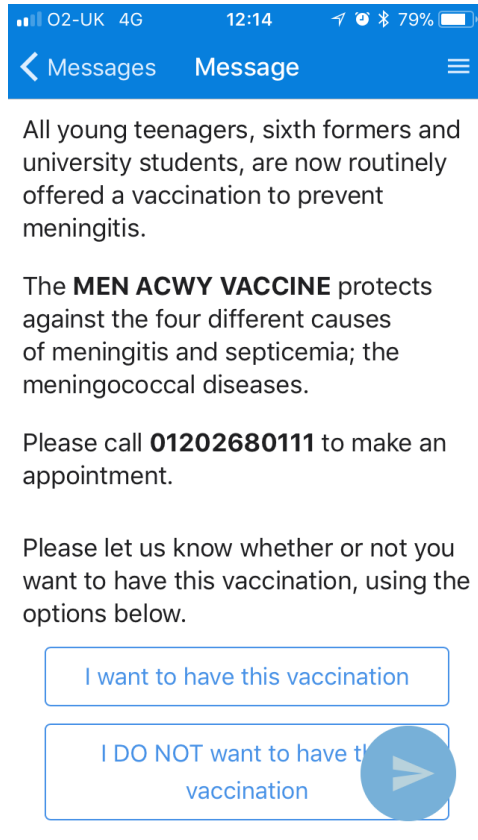 O2-UK 4G 12:14 79%
Messages Message
All young teenagers, sixth formers and
university students, are now routinely
offered a vaccination to prevent
meningitis.
The MEN ACWY VACCINE protects
against the four different causes
of meningitis and septicemia; the
meningococcal diseases.
Please call 01202680111 to make an
appointment.
Please let us know whether or not you
want to have this vaccination, using the
options below.
I want to have this vaccination
I DO NOT want to have
vaccination